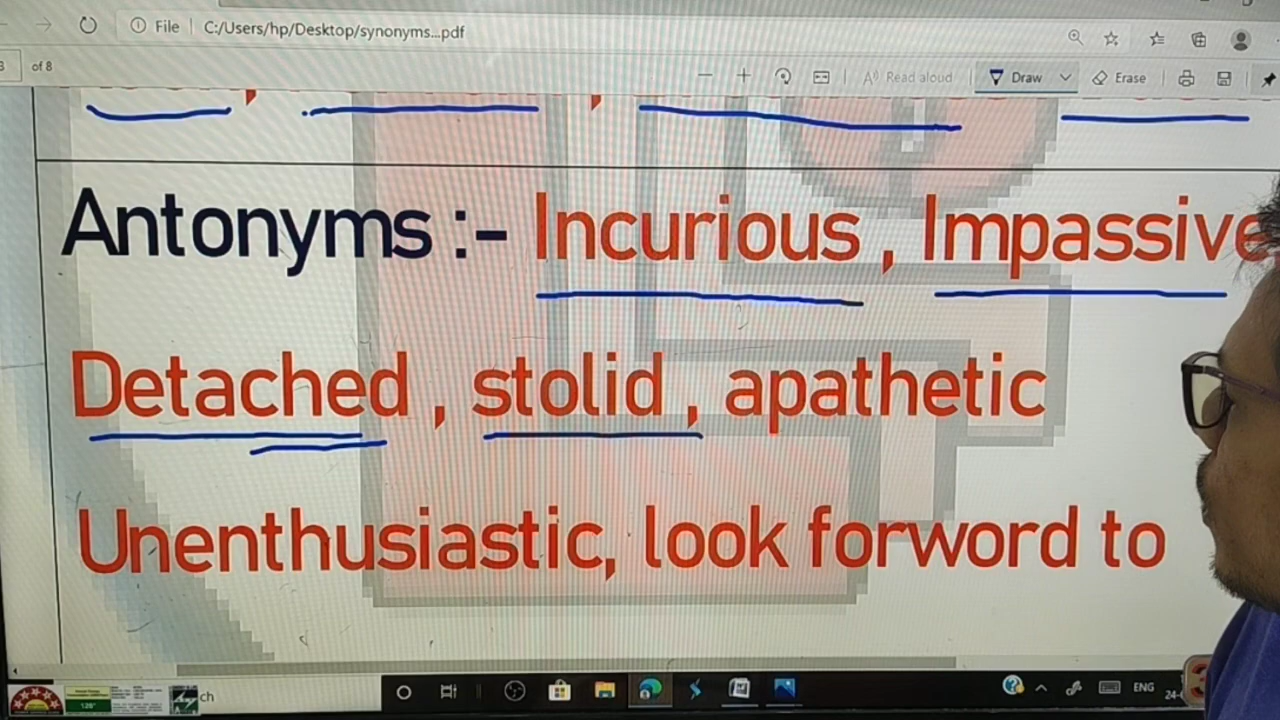 File C:/Users/hp/Desktop/synonyms...pdf
of 8 Read aloud Draw Erase
Antonyms :- Incurious , Impassive
Detached , stolid , apathetic
Unenthusiastic, look forword to
ch ENG